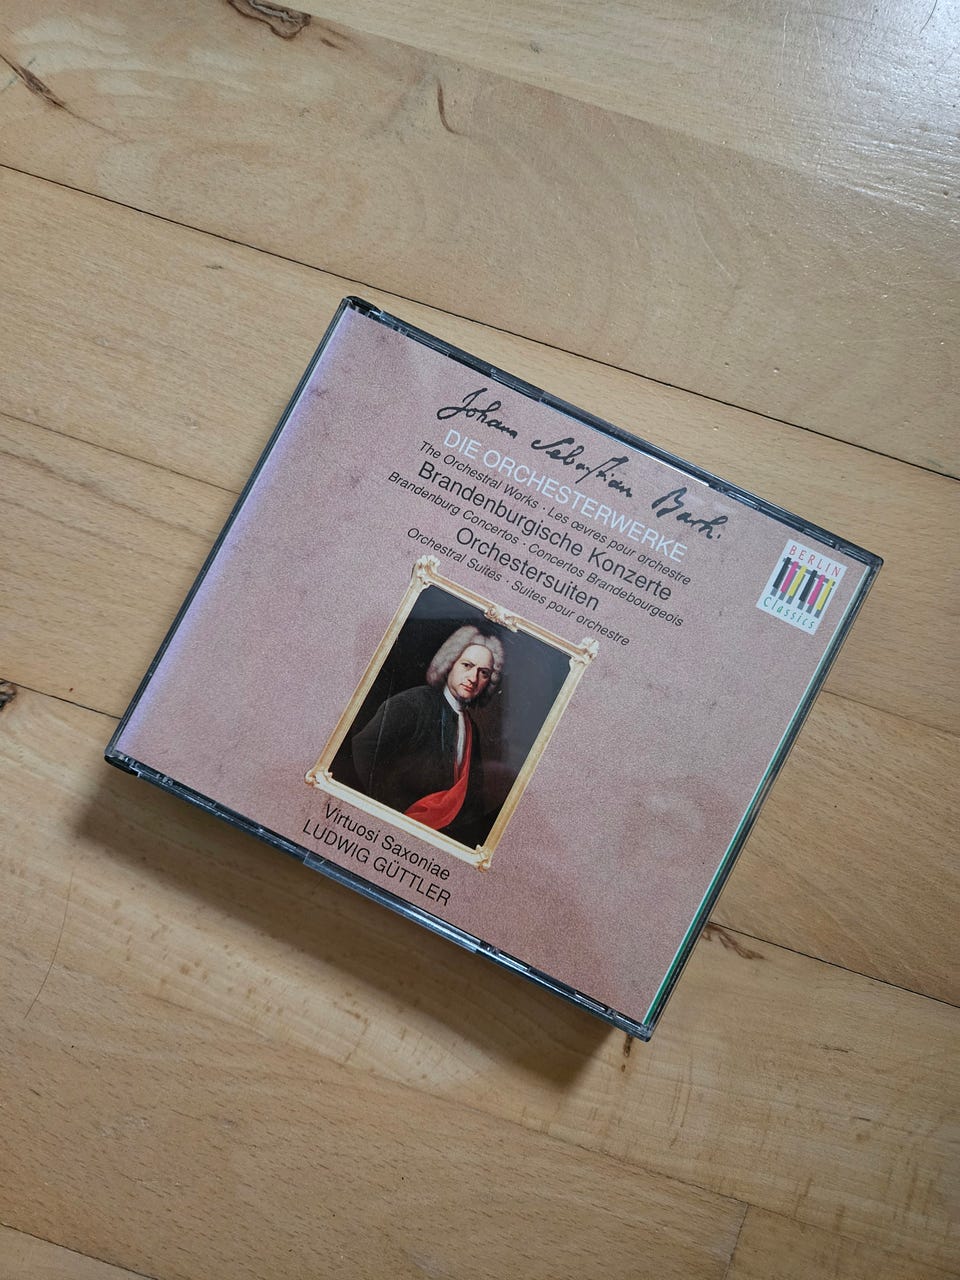 Johann Sebastian Bach.
DIE ORCHESTERWERKE
The Orchestral Works · Les œvres pour orchestre
Brandenburgische Konzerte
Brandenburg Concertos · Concertos Brandebourgeois
Orchestersuiten
Orchestral Suites · Suites pour orchestre
BERLIN
Classics
Virtuosi Saxoniae
LUDWIG GÜTTLER